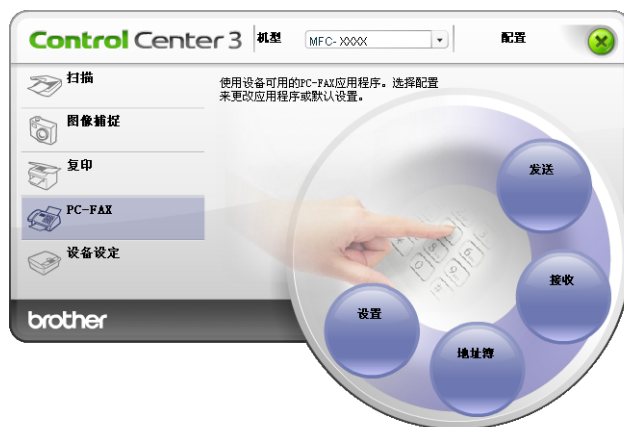 Control Center 3 机型 MFC- XXXX 配置
扫描
图像捕捉
复印
PC-FAX
设备设定
使用设备可用的PC-FAX应用程序。选择配置
来更改应用程序或默认设置。
发送
接收
地址簿
设置
brother